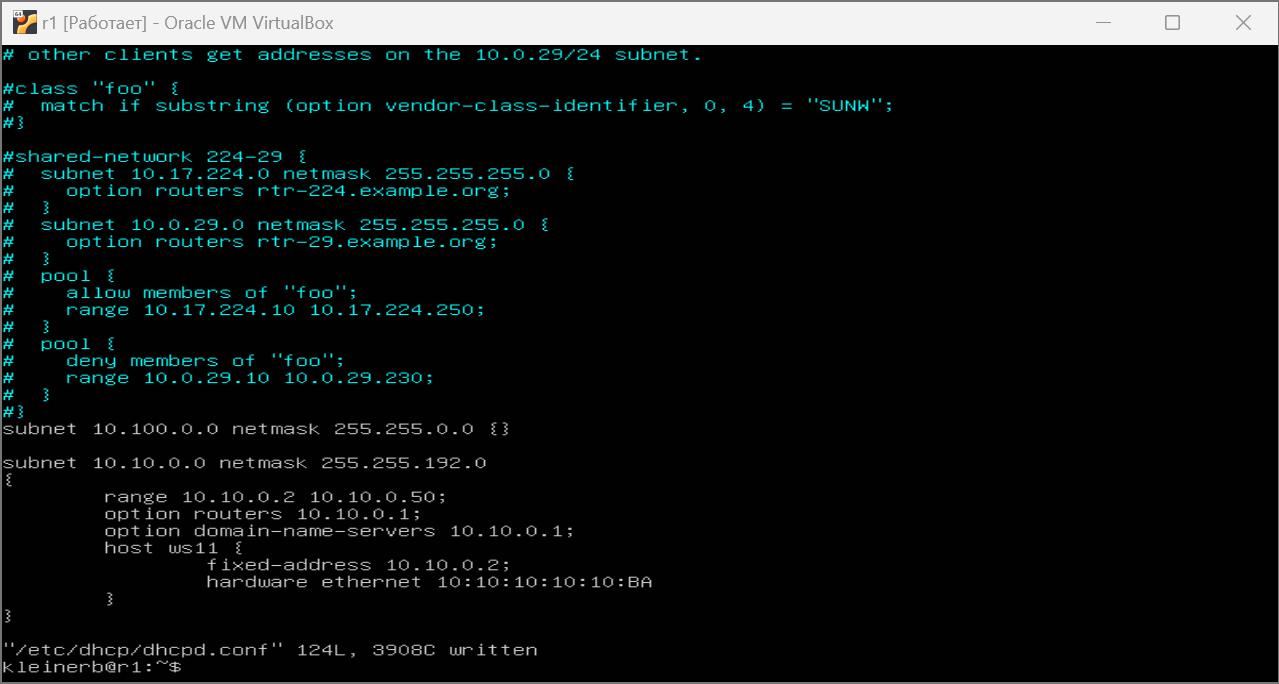 r1 [Работает] - Oracle VM VirtualBox
# other clients get addresses on the 10.0.29/24 subnet.
#class "foo" {
#  match if substring (option vendor-class-identifier, 0, 4) = "SUNW";
#}
#shared-network 224-29 {
#  subnet 10.17.224.0 netmask 255.255.255.0 {
#    option routers rtr-224.example.org;
#  }
#  subnet 10.0.29.0 netmask 255.255.255.0 {
#    option routers rtr-29.example.org;
#  }
#  pool {
#    allow members of "foo";
#    range 10.17.224.10 10.17.224.250;
#  }
#  pool {
#    deny members of "foo";
#    range 10.0.29.10 10.0.29.230;
#  }
#}
subnet 10.100.0.0 netmask 255.255.0.0 {}
subnet 10.10.0.0 netmask 255.255.192.0
{
        range 10.10.0.2 10.10.0.50;
        option routers 10.10.0.1;
        option domain-name-servers 10.10.0.1;
        host ws11 {
                fixed-address 10.10.0.2;
                hardware ethernet 10:10:10:10:10:BA
        }
}
"/etc/dhcp/dhcpd.conf" 124L, 3908C written
kleinerb@r1:~$